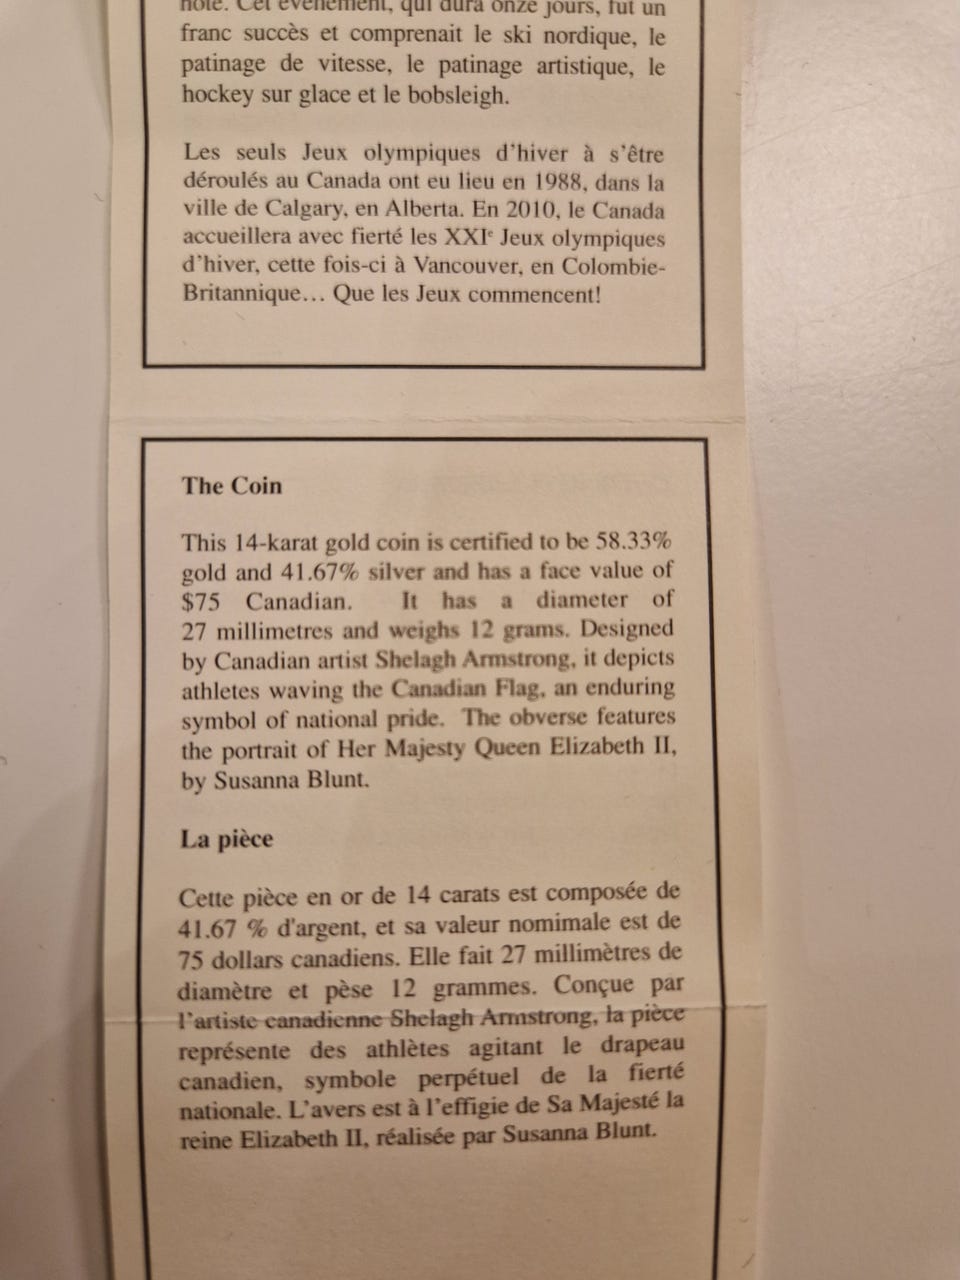 note. Cet évènement, qui dura onze jours, fut un
franc succès et comprenait le ski nordique, le
patinage de vitesse, le patinage artistique, le
hockey sur glace et le bobsleigh.
Les seuls Jeux olympiques d'hiver à s'être
déroulés au Canada ont eu lieu en 1988, dans la
ville de Calgary, en Alberta. En 2010, le Canada
accueillera avec fierté les XXIe Jeux olympiques
d'hiver, cette fois-ci à Vancouver, en Colombie-
Britannique... Que les Jeux commencent!
The Coin
This 14-karat gold coin is certified to be 58.33%
gold and 41.67% silver and has a face value of
$75 Canadian. It has a diameter of
27 millimetres and weighs 12 grams. Designed
by Canadian artist Shelagh Armstrong, it depicts
athletes waving the Canadian Flag, an enduring
symbol of national pride. The obverse features
the portrait of Her Majesty Queen Elizabeth II,
by Susanna Blunt.
La pièce
Cette pièce en or de 14 carats est composée de
41.67 % d'argent, et sa valeur nomimale est de
75 dollars canadiens. Elle fait 27 millimètres de
diamètre et pèse 12 grammes. Conçue par
l'artiste canadienne Shelagh Armstrong, la pièce
représente des athlètes agitant le drapeau
canadien, symbole perpétuel de la fierté
nationale. L'avers est à l'effigie de Sa Majesté la
reine Elizabeth II, réalisée par Susanna Blunt.